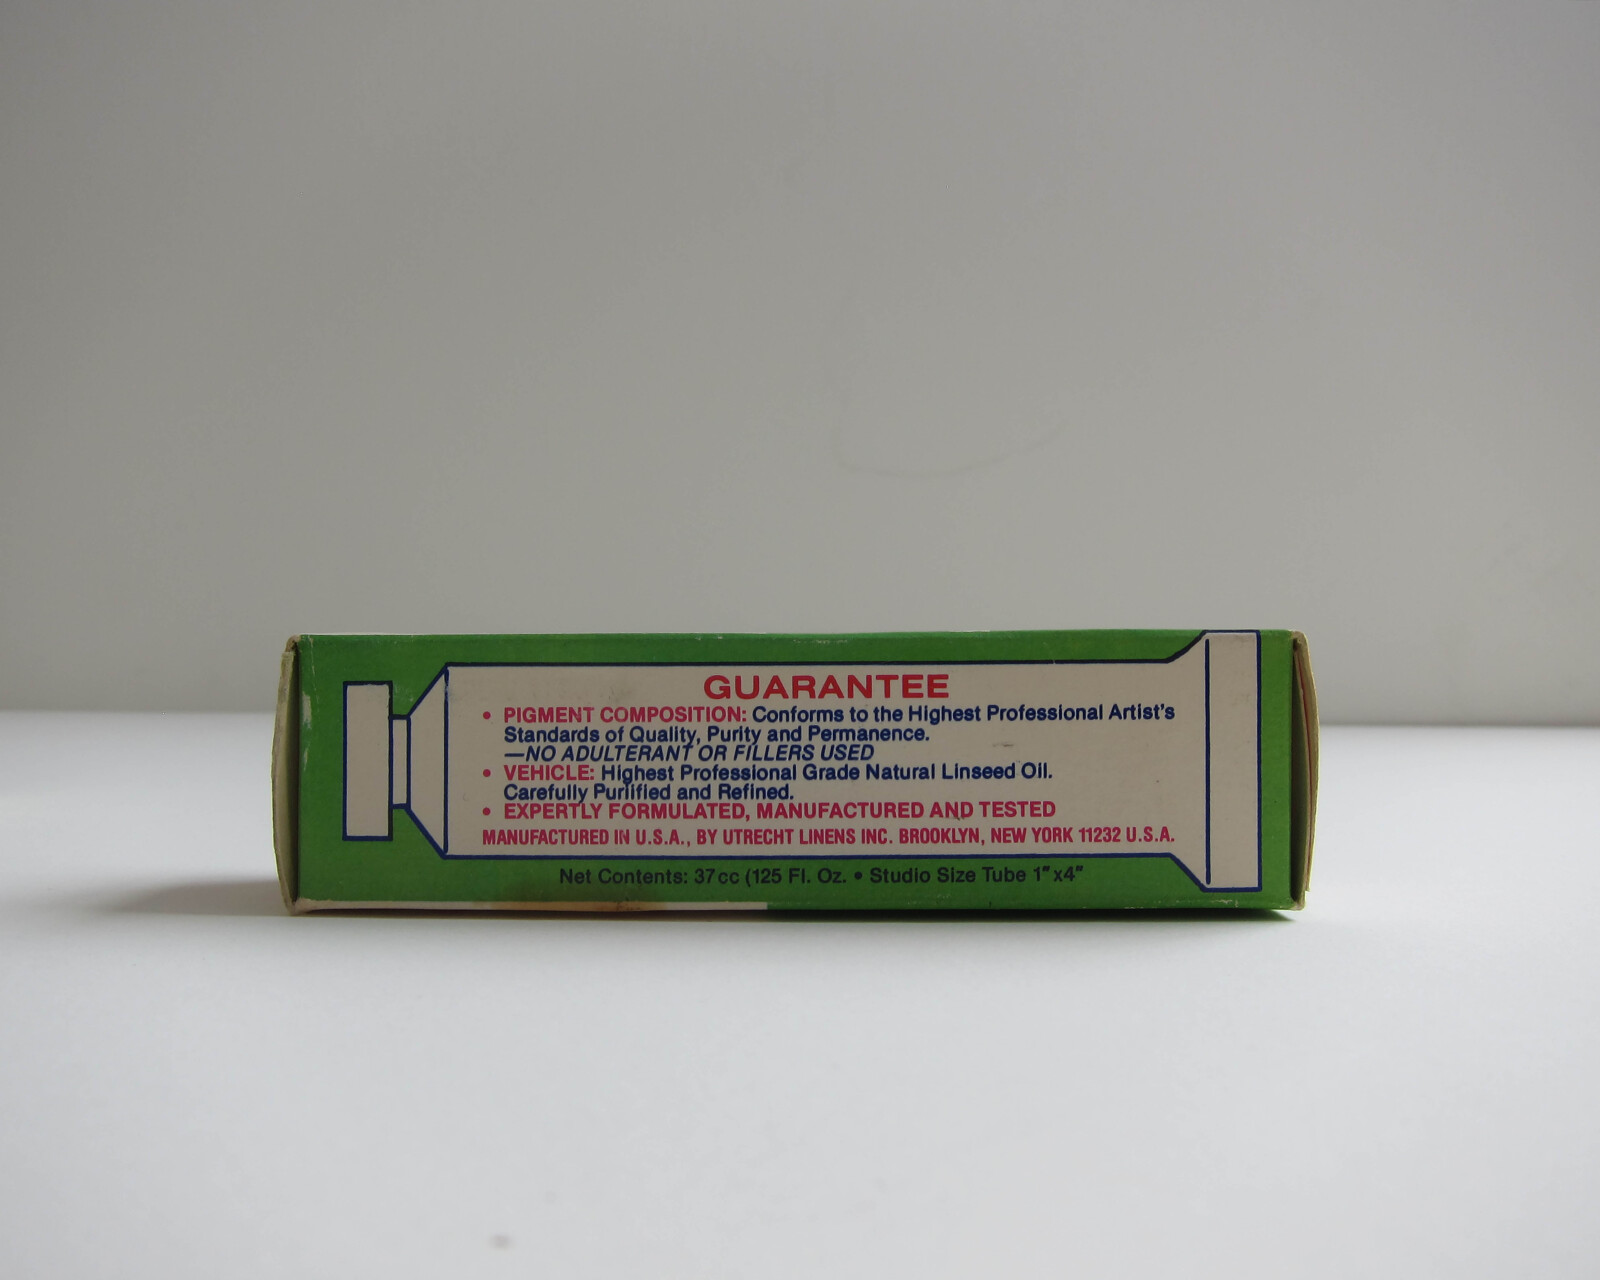 GUARANTEE
• PIGMENT COMPOSITION: Conforms to the Highest Professional Artist's
Standards of Quality, Purity and Permanence.
—NO ADULTERANT OR FILLERS USED
• VEHICLE: Highest Professional Grade Natural Linseed Oil.
Carefully Purlified and Refined.
• EXPERTLY FORMULATED, MANUFACTURED AND TESTED
MANUFACTURED IN U.S.A., BY UTRECHT LINENS INC. BROOKLYN, NEW YORK 11232 U.S.A.
Net Contents: 37cc (125 Fl. Oz. • Studio Size Tube 1"x4"